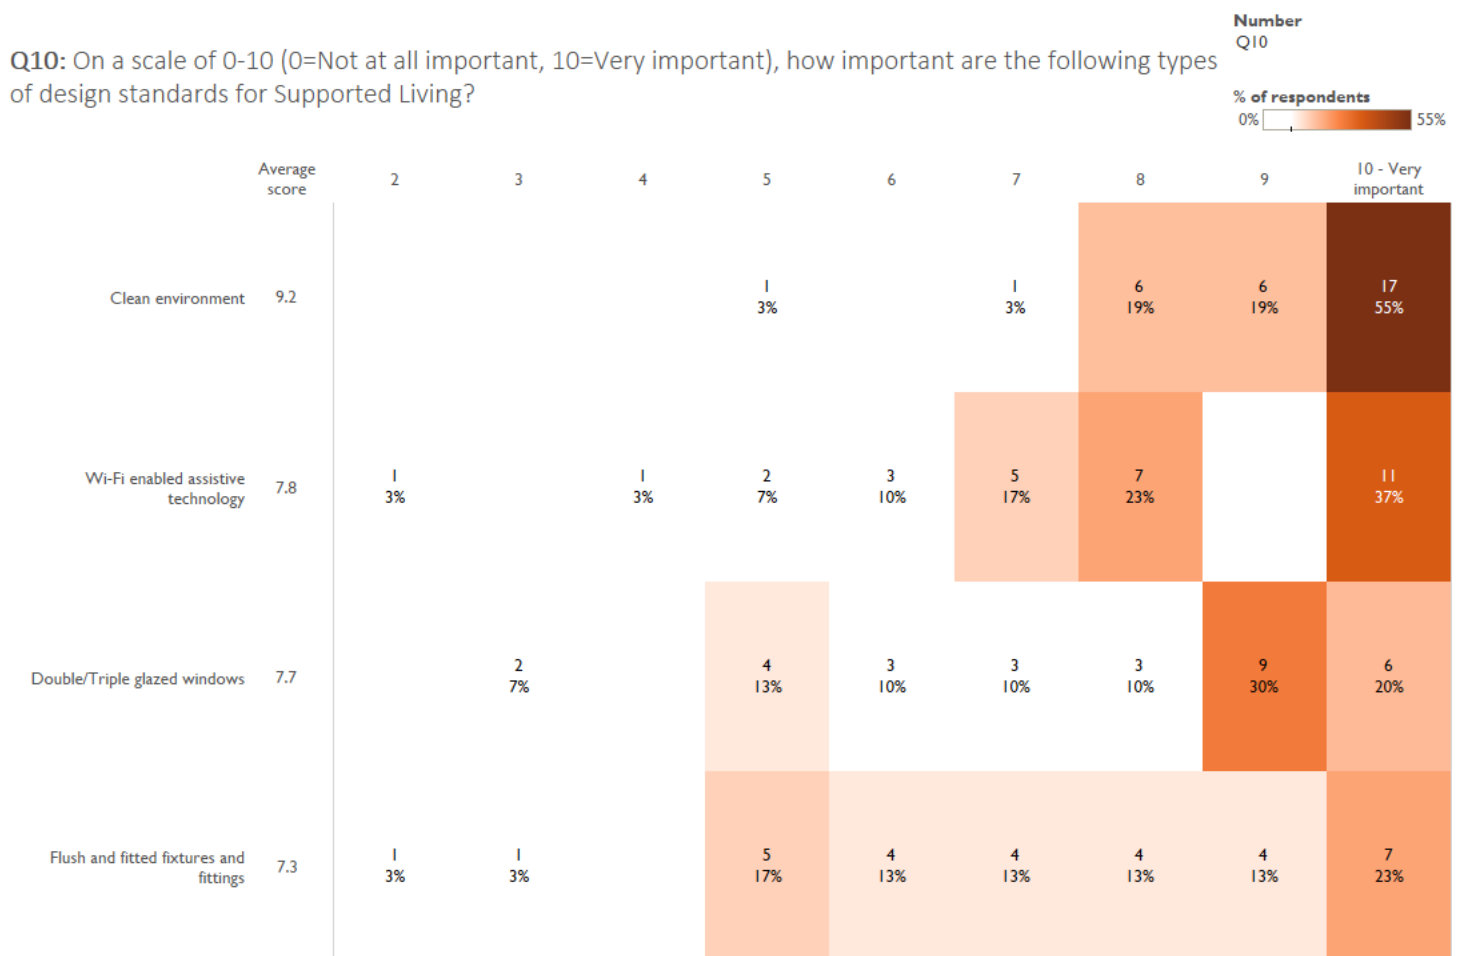 Number
Q10
Q10: On a scale of 0-10 (0=Not at all important, 10=Very important), how important are the following types
of design standards for Supported Living?
% of respondents
0% 55%
Average
score 2 3 4 5 6 7 8 9 10 - Very
important
Clean environment 9.2
1 1 6 6 17
3% 3% 19% 19% 55%
Wi-Fi enabled assistive
technology 7.8
1 1 2 3 5 7 11
3% 3% 7% 10% 17% 23% 37%
Double/Triple glazed windows 7.7
2 4 3 3 3 9 6
7% 13% 10% 10% 10% 30% 20%
Flush and fitted fixtures and
fittings 7.3
1 1 5 4 4 4 4 7
3% 3% 17% 13% 13% 13% 13% 23%